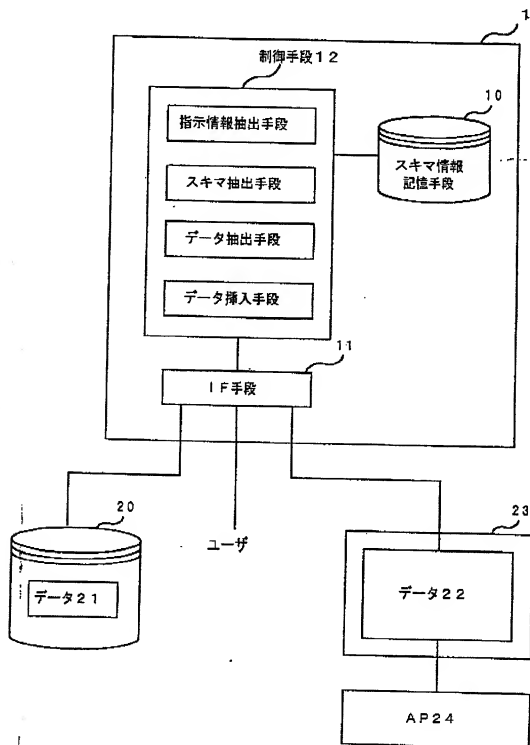 1
制御手段12
指示情報抽出手段
スキマ抽出手段
データ抽出手段
データ挿入手段
10
スキマ情報
記憶手段
11
IF手段
20
データ21
ユーザ
23
データ22
AP24